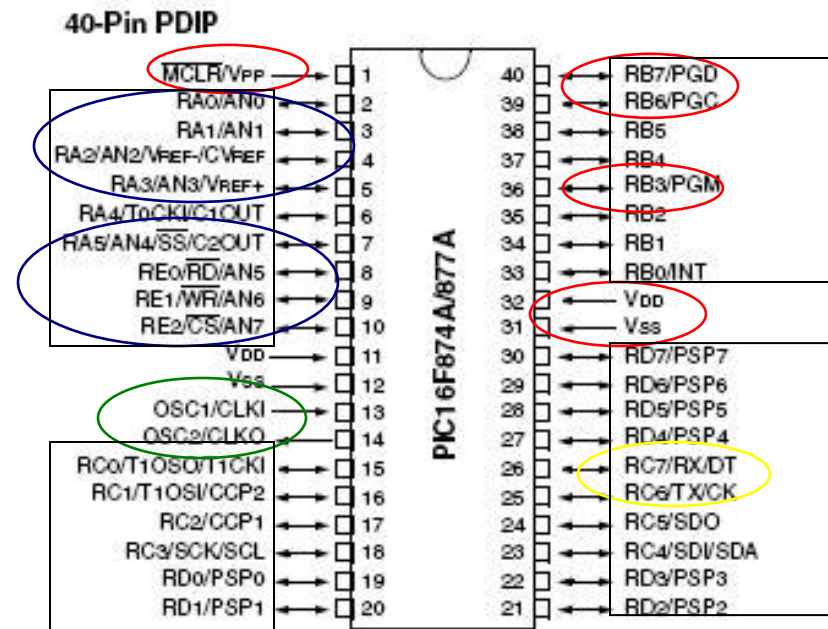 40-Pin PDIP
MCLR/VPP 1 40 RB7/PGD
RA0/AN0 2 39 RB6/PGC
RA1/AN1 3 38 RB5
RA2/AN2/VREF-/CVREF 4 37 RB4
RA3/AN3/VREF+ 5 36 RB3/PGM
RA4/T0CKI/C1OUT 6 35 RB2
RA5/AN4/SS/C2OUT 7 34 RB1
RE0/RD/AN5 8 33 RB0/INT
RE1/WR/AN6 9 32 VDD
RE2/CS/AN7 10 31 VSS
VDD 11 30 RD7/PSP7
VSS 12 29 RD6/PSP6
OSC1/CLKI 13 28 RD5/PSP5
OSC2/CLKO 14 27 RD4/PSP4
RC0/T1OSO/T1CKI 15 26 RC7/RX/DT
RC1/T1OSI/CCP2 16 25 RC6/TX/CK
RC2/CCP1 17 24 RC5/SDO
RC3/SCK/SCL 18 23 RC4/SDI/SDA
RD0/PSP0 19 22 RD3/PSP3
RD1/PSP1 20 21 RD2/PSP2
PIC16F874A/877A